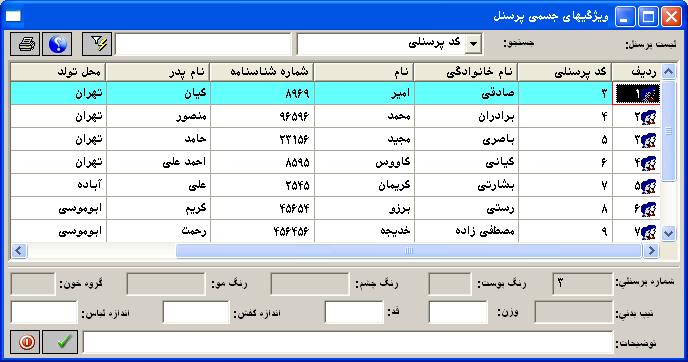 ویژگیهای جسمی پرسنل
لیست پرسنل: جستجو: کد پرسنلی
ردیف کد پرسنلی نام خانوادگی نام شماره شناسنامه نام پدر محل تولد
۱ ۳ صادقی امیر ۸۹۶۹ کیان تهران
۲ ۴ برادران محمد ۹۶۵۹۶ منصور تهران
۳ ۵ باصری مجید ۲۳۱۵۶ حامد تهران
۴ ۶ کیانی کاووس ۸۵۹۵ احمد علی تهران
۵ ۷ بشارتی کریمان ۲۵۴۵ علی آباده
۶ ۸ رستی برزو ۴۵۶۵۴ کریم ابوموسی
۷ ۹ مصطفی زاده خدیجه ۴۵۶۴۵۶ رحمت ابوموسی
شماره پرسنلي: ۳ رنگ پوست: رنگ چشم: رنگ مو: گروه خون:
تیپ بدني: وزن: قد: اندازه کفش: اندازه لباس:
توضیحات: